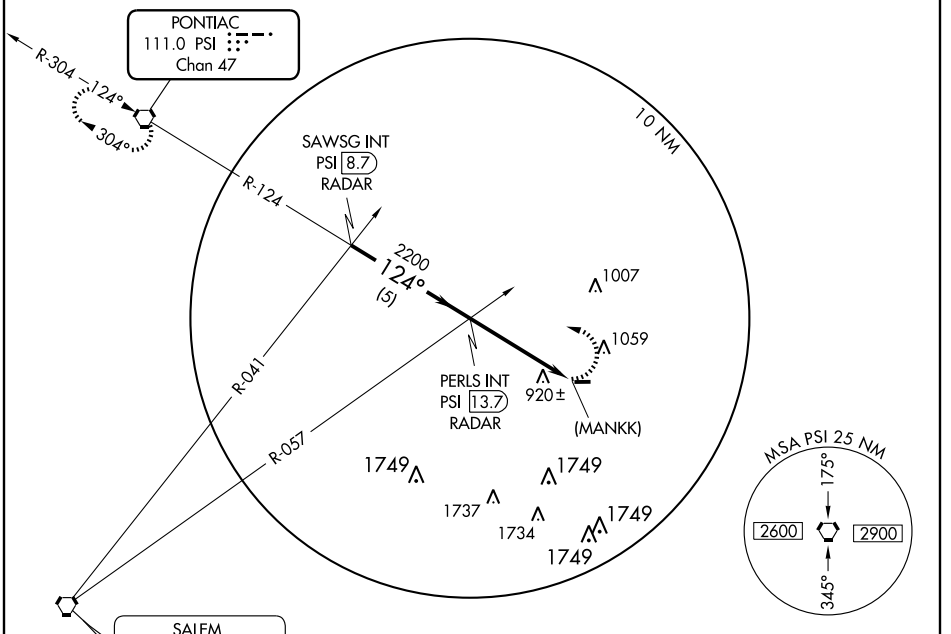 PONTIAC
111.0 PSI
Chan 47
R-304
124°
304°
R-124
SAWSG INT
PSI 8.7
RADAR
10 NM
2200
124°
(5)
1007
1059
920±
PERLS INT
PSI 13.7
RADAR
(MANKK)
R-041
R-057
1749
1749
1737
1734
1749
1749
MSA PSI 25 NM
175°
2600
2900
345°
SALEM